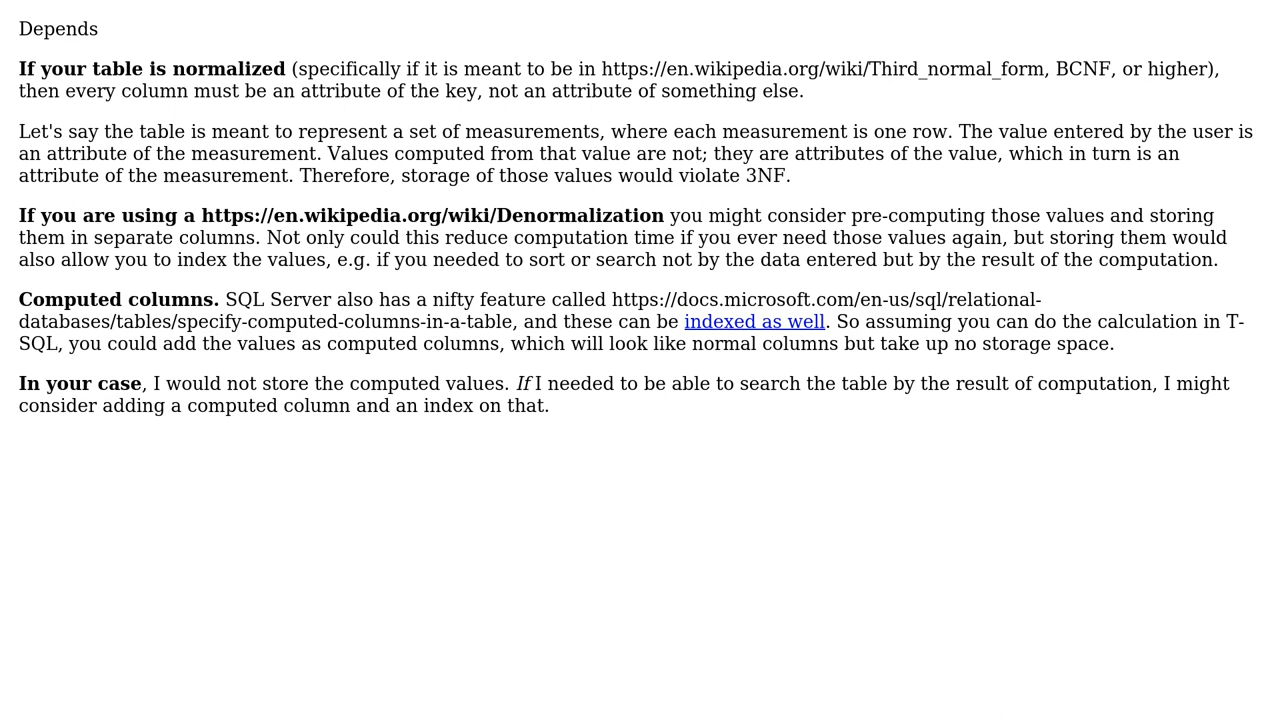 Depends
If your table is normalized (specifically if it is meant to be in https://en.wikipedia.org/wiki/Third_normal_form, BCNF, or higher),
then every column must be an attribute of the key, not an attribute of something else.
Let's say the table is meant to represent a set of measurements, where each measurement is one row. The value entered by the user is
an attribute of the measurement. Values computed from that value are not; they are attributes of the value, which in turn is an
attribute of the measurement. Therefore, storage of those values would violate 3NF.
If you are using a https://en.wikipedia.org/wiki/Denormalization you might consider pre-computing those values and storing
them in separate columns. Not only could this reduce computation time if you ever need those values again, but storing them would
also allow you to index the values, e.g. if you needed to sort or search not by the data entered but by the result of the computation.
Computed columns. SQL Server also has a nifty feature called https://docs.microsoft.com/en-us/sql/relational-
databases/tables/specify-computed-columns-in-a-table, and these can be indexed as well. So assuming you can do the calculation in T-
SQL, you could add the values as computed columns, which will look like normal columns but take up no storage space.
In your case, I would not store the computed values. If I needed to be able to search the table by the result of computation, I might
consider adding a computed column and an index on that.